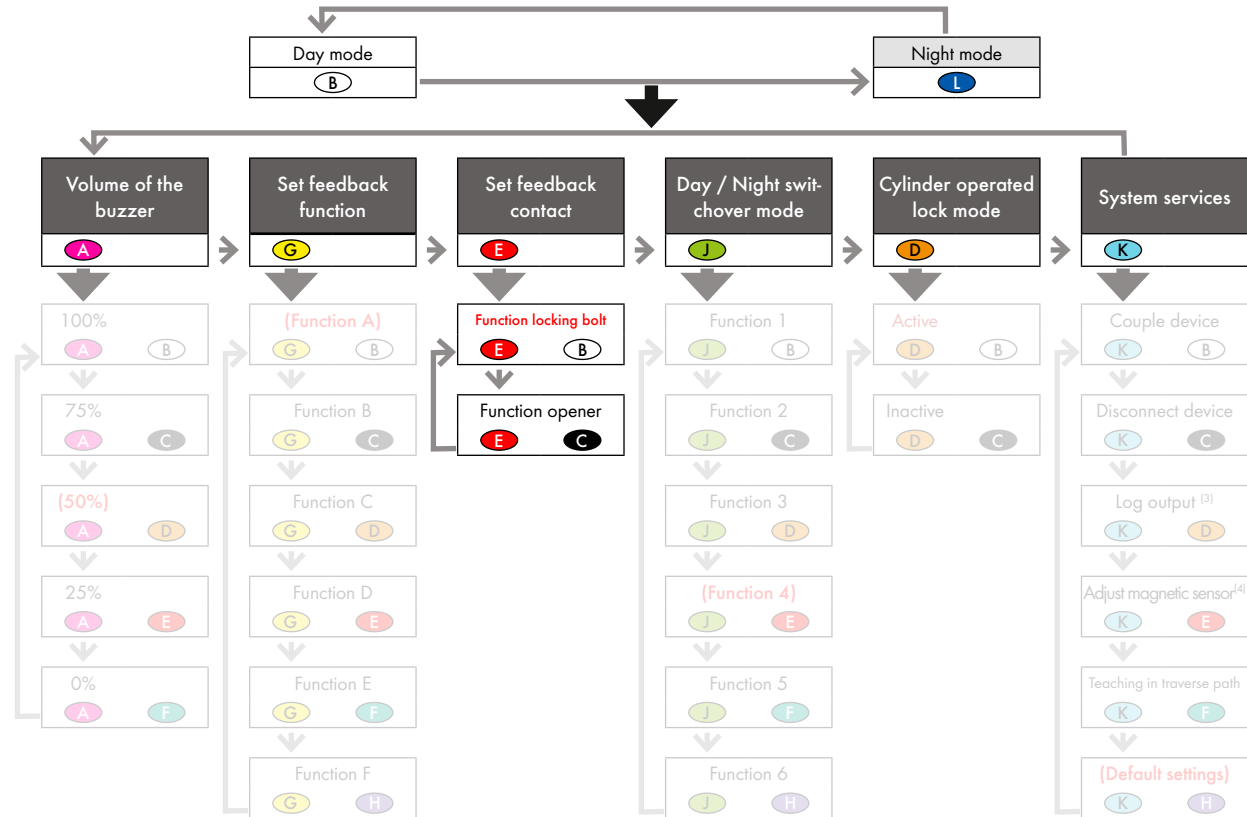 Day mode
B
Night mode
L
Volume of the
buzzer
A
Set feedback
function
G
Set feedback
contact
E
Day / Night swit-
chover mode
J
Cylinder operated
lock mode
D
System services
K
100%
A B
75%
A C
(50%)
A D
25%
A E
0%
A F
(Function A)
G B
Function B
G C
Function C
G D
Function D
G E
Function E
G F
Function F
G H
Function locking bolt
E B
Function opener
E C
Function 1
J B
Function 2
J C
Function 3
J D
(Function 4)
J E
Function 5
J F
Function 6
J H
Active
D B
Inactive
D C
Couple device
K B
Disconnect device
K C
Log output [3]
K D
Adjust magnetic sensor[4]
K E
Teaching in traverse path
K F
(Default settings)
K H